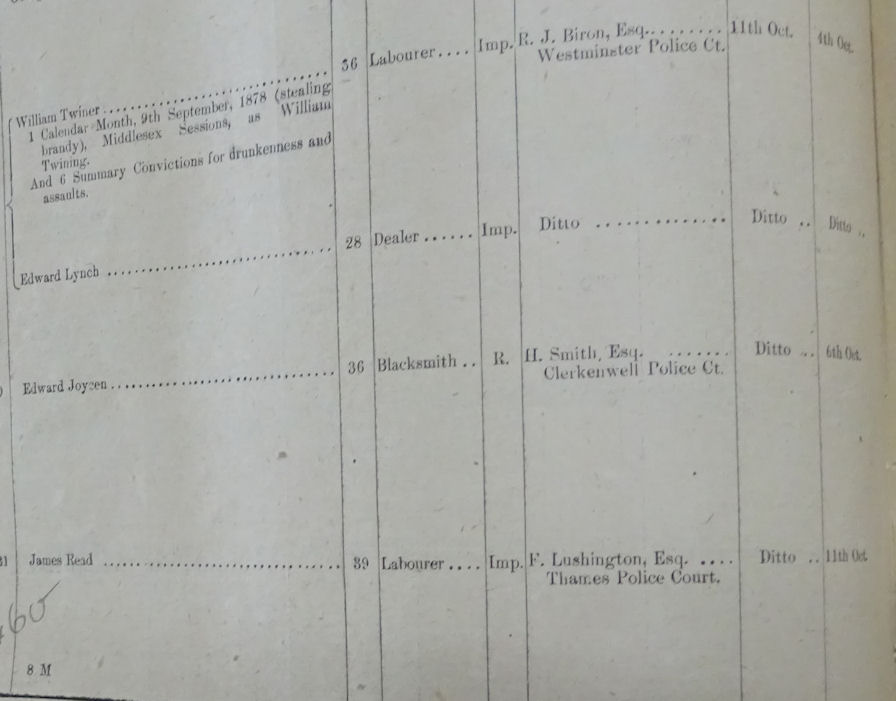 William Twiner .......... 56 Labourer .... Imp. R. J. Biron, Esq. ........ 11th Oct. 4th Oct.
Westminster Police Ct.
1 Calendar Month, 9th September, 1878 (stealing
brandy), Middlesex Sessions, as William
Twining.
And 6 Summary Convictions for drunkenness and
assaults.
Edward Lynch .......... 28 Dealer ...... Imp. Ditto .............. Ditto .. Ditto ..
Edward Joyzen .......... 36 Blacksmith .. R. H. Smith, Esq. ....... Ditto .. 6th Oct.
Clerkenwell Police Ct.
31 James Read .......... 39 Labourer .... Imp. F. Lushington, Esq. .... Ditto .. 11th Oct
Thames Police Court.
460
8 M